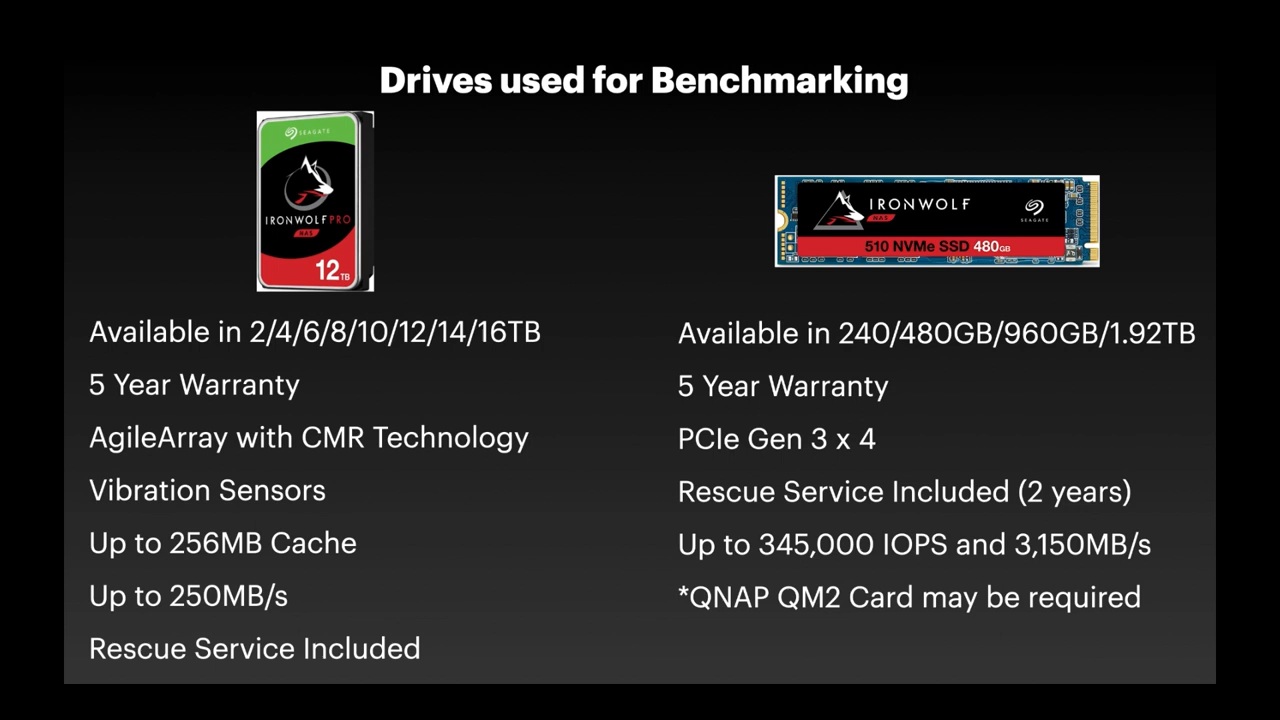 Drives used for Benchmarking
SEAGATE
IRONWOLF PRO
NAS
12TB
Available in 2/4/6/8/10/12/14/16TB
5 Year Warranty
AgileArray with CMR Technology
Vibration Sensors
Up to 256MB Cache
Up to 250MB/s
Rescue Service Included
IRONWOLF
NAS
SEAGATE
510 NVMe SSD 480GB
Available in 240/480GB/960GB/1.92TB
5 Year Warranty
PCIe Gen 3 x 4
Rescue Service Included (2 years)
Up to 345,000 IOPS and 3,150MB/s
*QNAP QM2 Card may be required